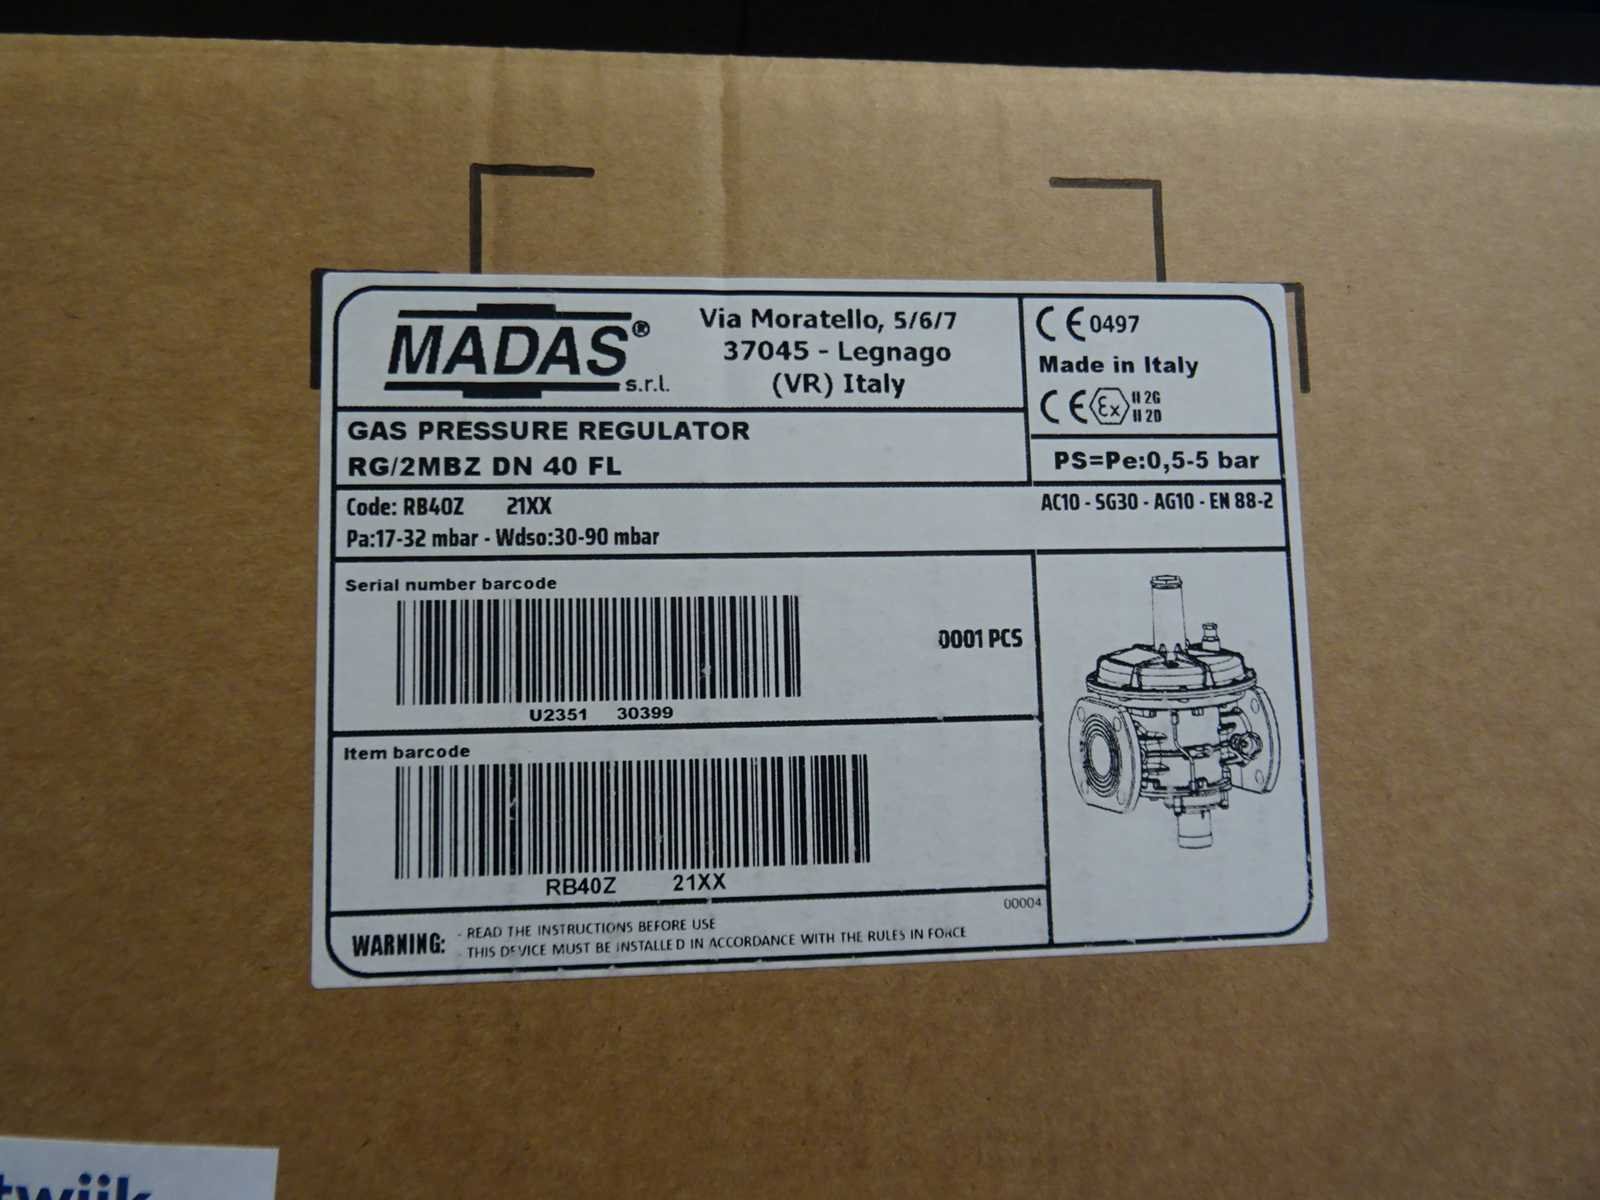 MADAS®
s.r.l.
Via Moratello, 5/6/7
37045 - Legnago
(VR) Italy
CE 0497
Made in Italy
CE Ex II 2G
II 2D
GAS PRESSURE REGULATOR
RG/2MBZ DN 40 FL
PS=Pe:0,5-5 bar
Code: RB40Z 21XX
AC10 - SG30 - AG10 - EN 88-2
Pa:17-32 mbar - Wdso:30-90 mbar
Serial number barcode
U2351 30399
0001 PCS
Item barcode
RB40Z 21XX
00004
WARNING:
- READ THE INSTRUCTIONS BEFORE USE
- THIS DEVICE MUST BE INSTALLED IN ACCORDANCE WITH THE RULES IN FORCE